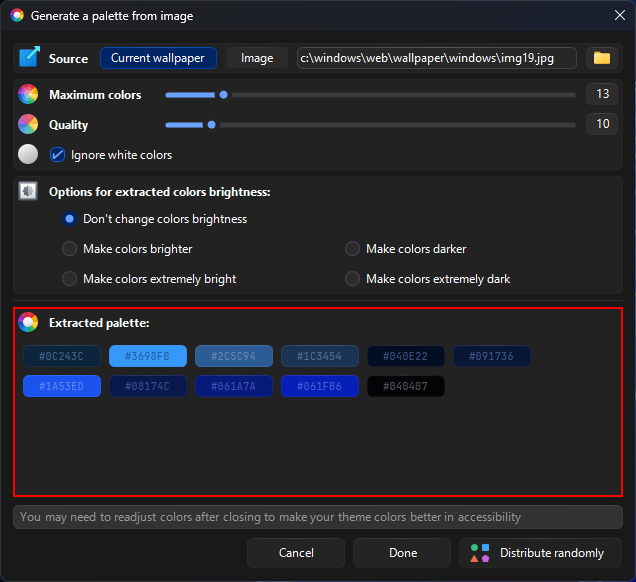 Generate a palette from image
Source Current wallpaper Image c:\windows\web\wallpaper\windows\img19.jpg
Maximum colors 13
Quality 10
Ignore white colors
Options for extracted colors brightness:
Don't change colors brightness
Make colors brighter Make colors darker
Make colors extremely bright Make colors extremely dark
Extracted palette:
#0C243C #3698FB #2C5C94 #1C3454 #040E22 #091736
#1A53ED #08174C #061A7A #061FB6 #040407
You may need to readjust colors after closing to make your theme colors better in accessibility
Cancel Done Distribute randomly